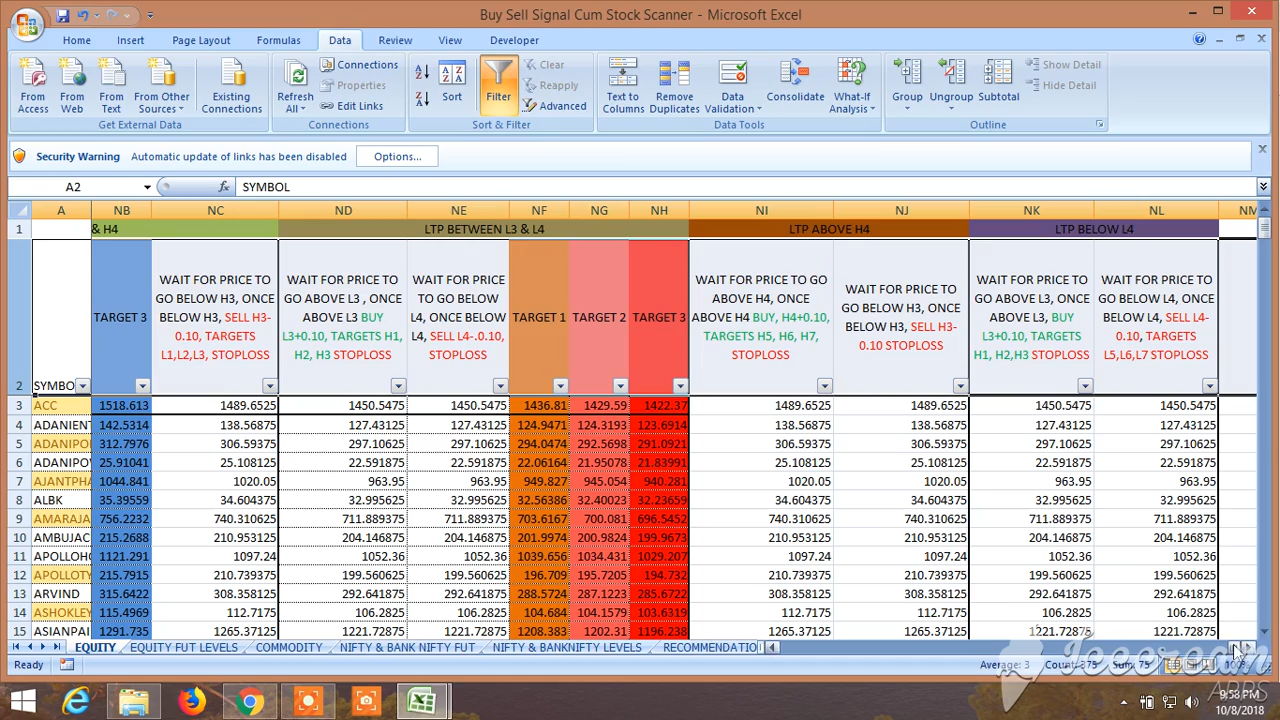 Buy Sell Signal Cum Stock Scanner - Microsoft Excel
Home Insert Page Layout Formulas Data Review View Developer
From Access From Web From Text From Other Sources Existing Connections Refresh All Connections Properties Edit Links Sort Filter Clear Reapply Advanced Text to Columns Remove Duplicates Data Validation Consolidate What-If Analysis Group Ungroup Subtotal Show Detail Hide Detail
Get External Data Connections Sort & Filter Data Tools Outline
Security Warning Automatic update of links has been disabled Options...
A2 fx SYMBOL
A NB NC ND NE NF NG NH NI NJ NK NL NM
1 & H4 LTP BETWEEN L3 & L4 LTP ABOVE H4 LTP BELOW L4
2 SYMBO
TARGET 3
WAIT FOR PRICE TO
GO BELOW H3, ONCE
BELOW H3, SELL H3-
0.10, TARGETS
L1,L2,L3, STOPLOSS
WAIT FOR PRICE TO
GO ABOVE L3 , ONCE
ABOVE L3 BUY
L3+0.10, TARGETS H1,
H2, H3 STOPLOSS
WAIT FOR PRICE
TO GO BELOW
L4, ONCE BELOW
L4, SELL L4-.0.10,
STOPLOSS
TARGET 1
TARGET 2
TARGET 3
WAIT FOR PRICE TO GO
ABOVE H4, ONCE
ABOVE H4 BUY, H4+0.10,
TARGETS H5, H6, H7,
STOPLOSS
WAIT FOR PRICE TO
GO BELOW H3, ONCE
BELOW H3, SELL H3-
0.10 STOPLOSS
WAIT FOR PRICE TO
GO ABOVE L3, ONCE
ABOVE L3, BUY
L3+0.10, TARGETS
H1, H2,H3 STOPLOSS
WAIT FOR PRICE TO
GO BELOW L4, ONCE
BELOW L4, SELL L4-
0.10, TARGETS
L5,L6,L7 STOPLOSS
3 ACC 1518.613 1489.6525 1450.5475 1450.5475 1436.81 1429.59 1422.37 1489.6525 1489.6525 1450.5475 1450.5475
4 ADANIENT 142.5314 138.56875 127.43125 127.43125 124.9471 124.3193 123.6914 138.56875 138.56875 127.43125 127.43125
5 ADANIPO 312.7976 306.59375 297.10625 297.10625 294.0474 292.5698 291.0921 306.59375 306.59375 297.10625 297.10625
6 ADANIPO 25.91041 25.108125 22.591875 22.591875 22.06164 21.95078 21.83991 25.108125 25.108125 22.591875 22.591875
7 AJANTPHA 1044.841 1020.05 963.95 963.95 949.827 945.054 940.281 1020.05 1020.05 963.95 963.95
8 ALBK 35.39559 34.604375 32.995625 32.995625 32.56386 32.40023 32.23659 34.604375 34.604375 32.995625 32.995625
9 AMARAJA 756.2232 740.310625 711.889375 711.889375 703.6167 700.081 696.5452 740.310625 740.310625 711.889375 711.889375
10 AMBUJAC 215.2688 210.953125 204.146875 204.146875 201.9974 200.9824 199.9673 210.953125 210.953125 204.146875 204.146875
11 APOLLOH 1121.291 1097.24 1052.36 1052.36 1039.656 1034.431 1029.207 1097.24 1097.24 1052.36 1052.36
12 APOLLOTY 215.7915 210.739375 199.560625 199.560625 196.709 195.7205 194.732 210.739375 210.739375 199.560625 199.560625
13 ARVIND 315.6422 308.358125 292.641875 292.641875 288.5724 287.1223 285.6722 308.358125 308.358125 292.641875 292.641875
14 ASHOKLEY 115.4969 112.7175 106.2825 106.2825 104.684 104.1579 103.6319 112.7175 112.7175 106.2825 106.2825
15 ASIANPAI 1291.735 1265.37125 1221.72875 1221.72875 1208.383 1202.31 1196.238 1265.37125 1265.37125 1221.72875 1221.72875
EQUITY EQUITY FUT LEVELS COMMODITY NIFTY & BANK NIFTY FUT NIFTY & BANKNIFTY LEVELS RECOMMENDATIO
Ready Average: 3 Count: 375 Sum: 75
Icecream
APPS
9:58 PM
10/8/2018